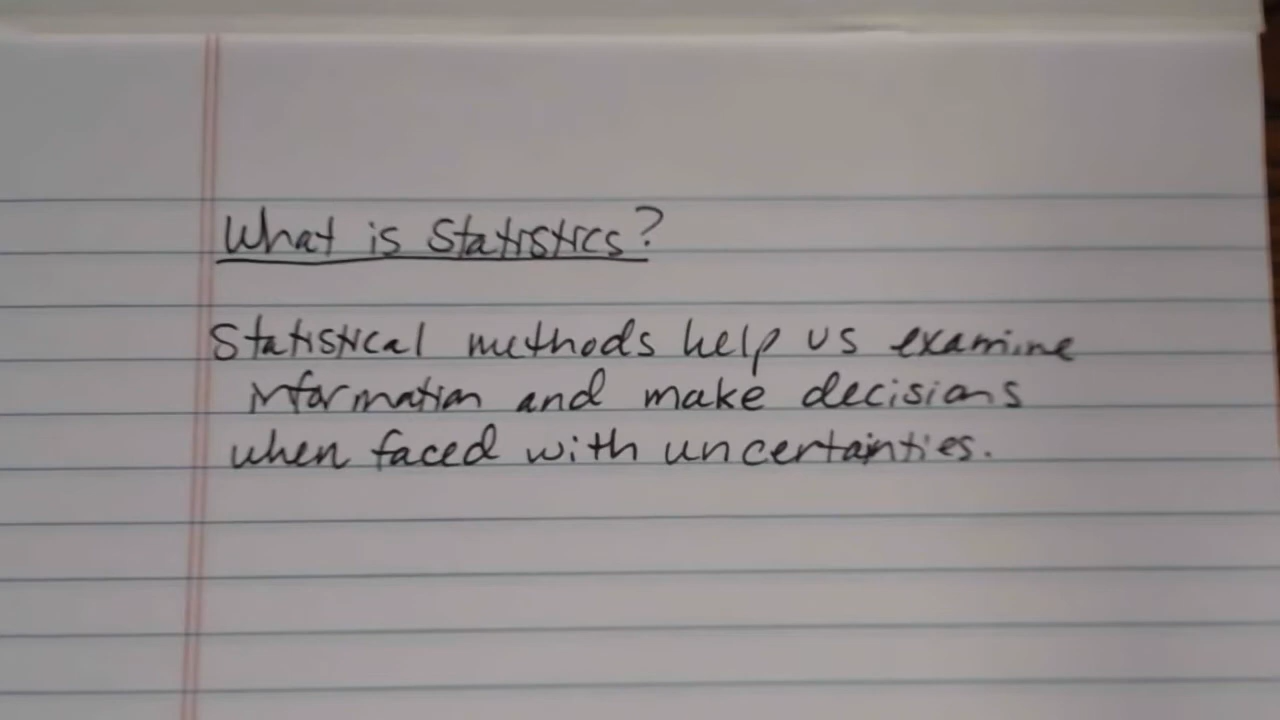 What is Statistics?
Statistical methods help us examine
information and make decisions
when faced with uncertainties.